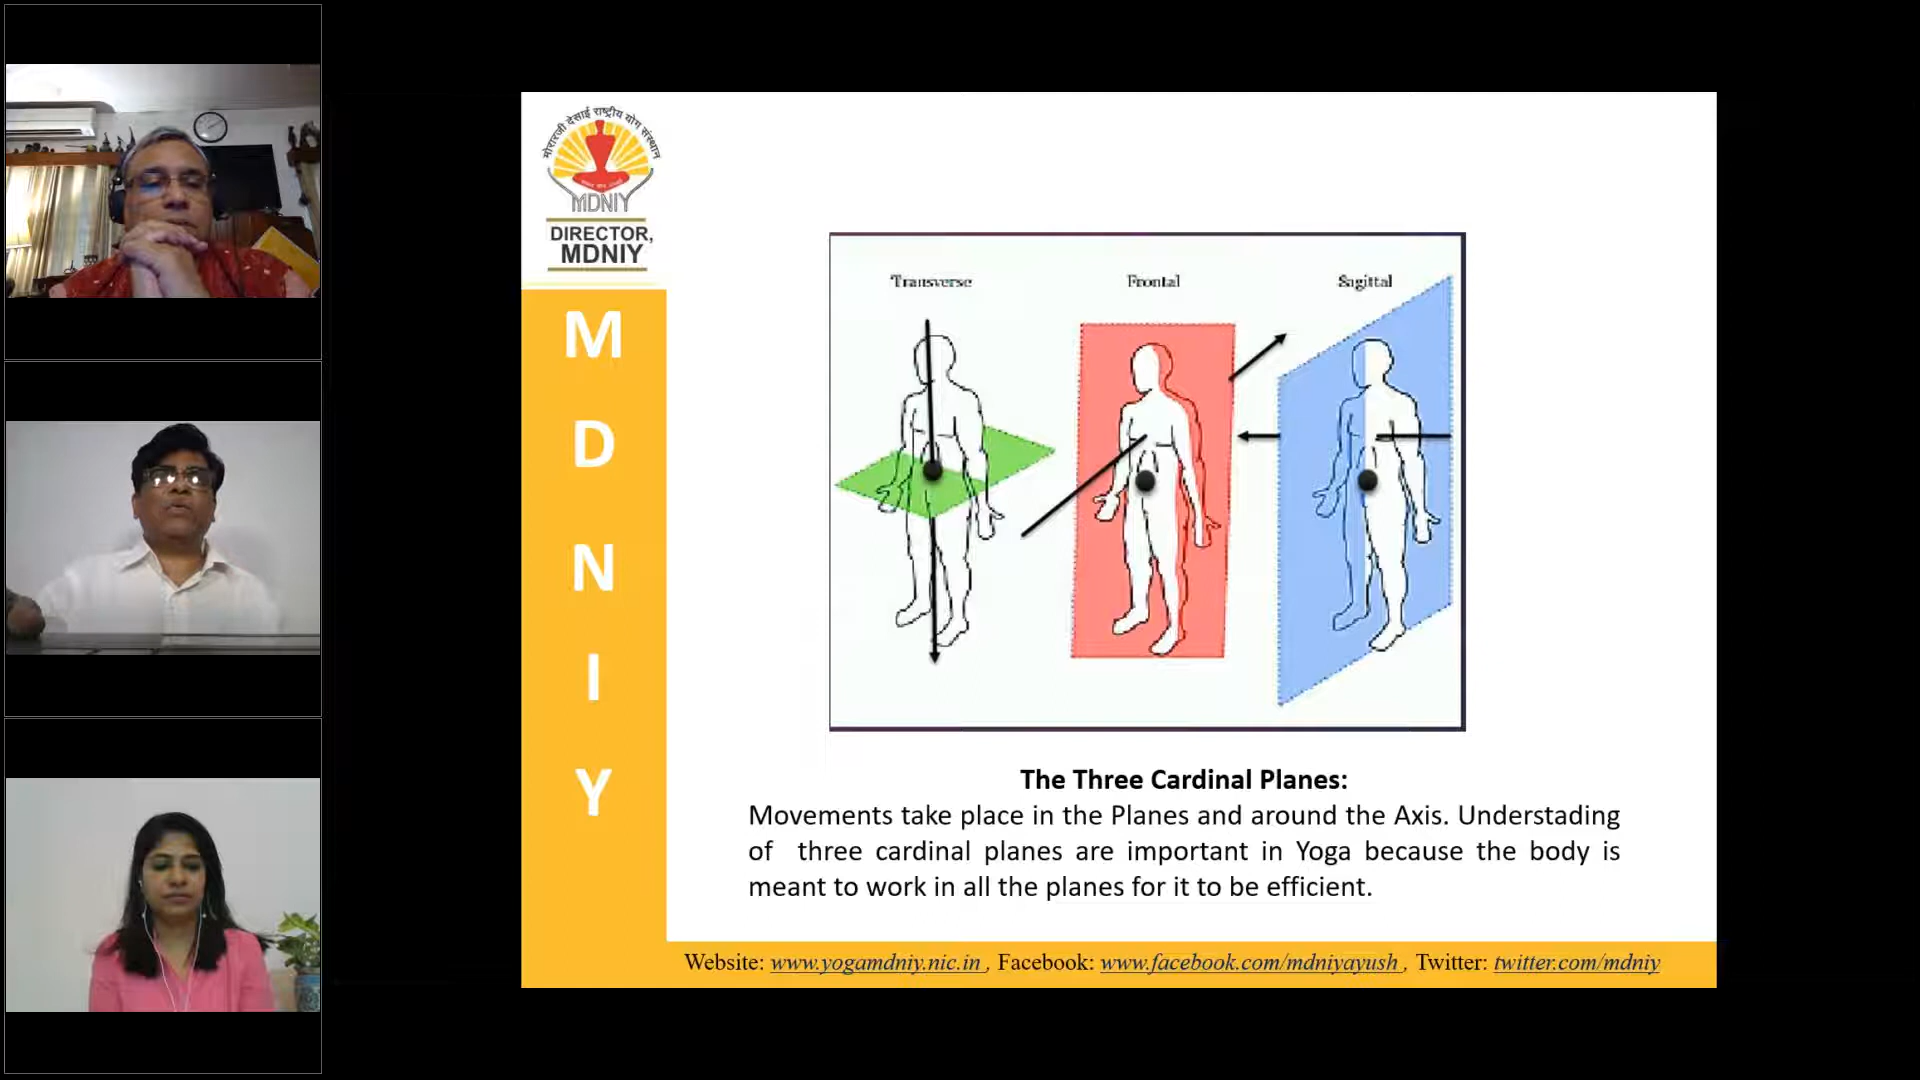 मोरारजी देसाई राष्ट्रीय योग संस्थान
MDNIY
DIRECTOR,
MDNIY
M
D
N
I
Y
Transverse
Frontal
Sagittal
The Three Cardinal Planes:
Movements take place in the Planes and around the Axis. Understading
of three cardinal planes are important in Yoga because the body is
meant to work in all the planes for it to be efficient.
Website: www.yogamdniy.nic.in , Facebook: www.facebook.com/mdniyayush , Twitter: twitter.com/mdniy